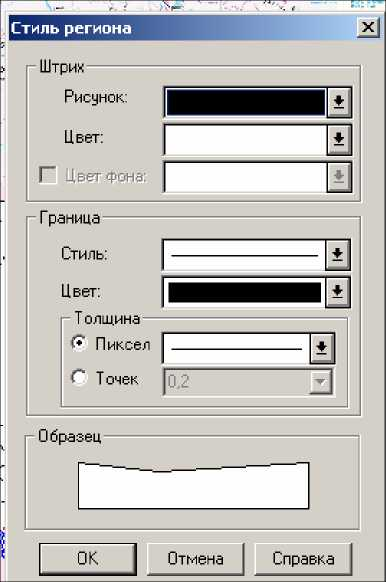 Стиль региона
Штрих
Рисунок:
Цвет:
Цвет фона:
Граница
Стиль:
Цвет:
Толщина
Пиксел
Точек
0,2
Образец
OK
Отмена
Справка